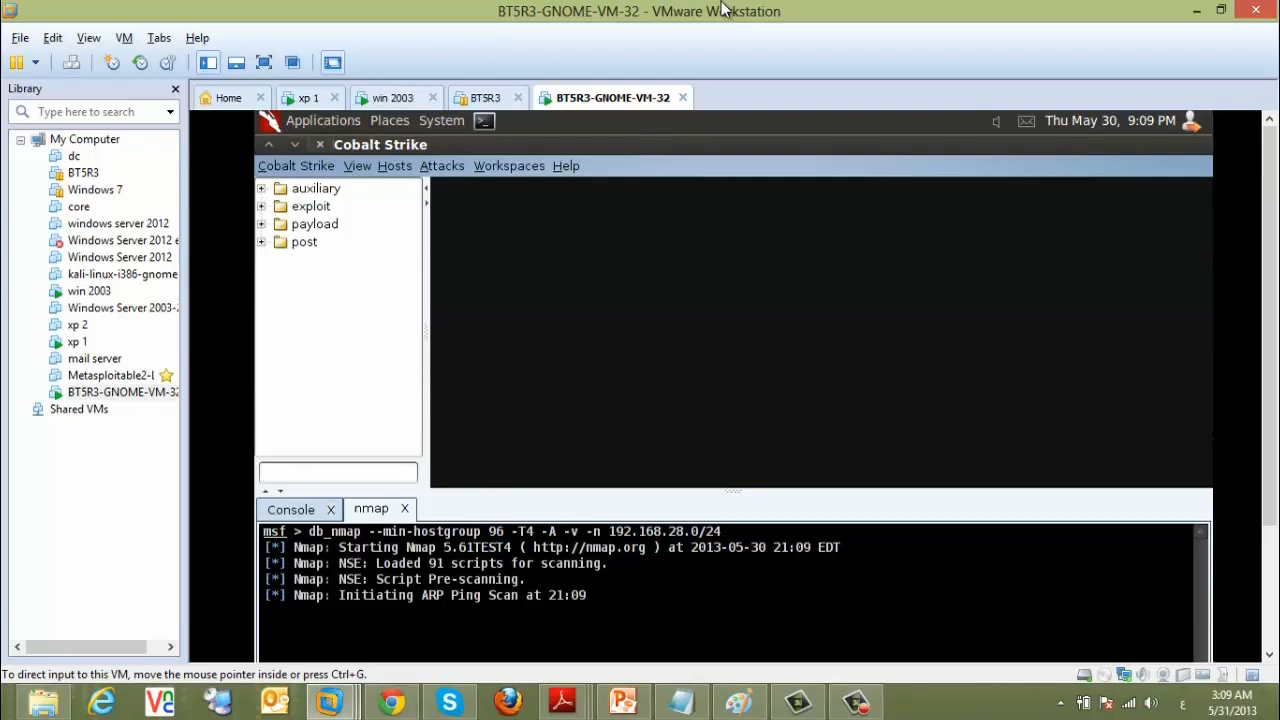 BT5R3-GNOME-VM-32 - VMware Workstation
File Edit View VM Tabs Help
Library
Type here to search
My Computer
dc
BT5R3
Windows 7
core
windows server 2012
Windows Server 2012 e
Windows Server 2012
kali-linux-i386-gnome
win 2003
Windows Server 2003-
xp 2
xp 1
mail server
Metasploitable2-l
BT5R3-GNOME-VM-32
Shared VMs
Home xp 1 win 2003 BT5R3 BT5R3-GNOME-VM-32
Applications Places System Thu May 30, 9:09 PM
Cobalt Strike
Cobalt Strike View Hosts Attacks Workspaces Help
auxiliary
exploit
payload
post
Console X nmap X
msf > db_nmap --min-hostgroup 96 -T4 -A -v -n 192.168.28.0/24
[*] Nmap: Starting Nmap 5.61TEST4 ( http://nmap.org ) at 2013-05-30 21:09 EDT
[*] Nmap: NSE: Loaded 91 scripts for scanning.
[*] Nmap: NSE: Script Pre-scanning.
[*] Nmap: Initiating ARP Ping Scan at 21:09
To direct input to this VM, move the mouse pointer inside or press Ctrl+G.
ع
3:09 AM
5/31/2013